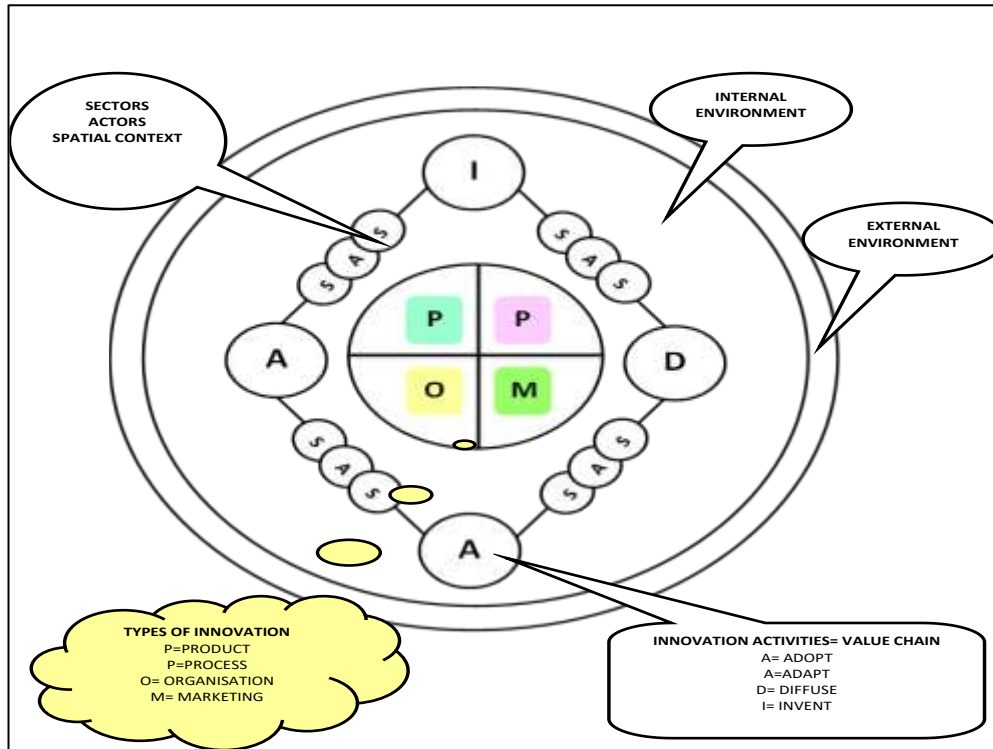 SECTORS
ACTORS
SPATIAL CONTEXT
INTERNAL
ENVIRONMENT
EXTERNAL
ENVIRONMENT
I
S
A
S
S
A
S
P
P
A
D
O
M
S
A
S
S
A
S
A
TYPES OF INNOVATION
P=PRODUCT
P=PROCESS
O= ORGANISATION
M= MARKETING
INNOVATION ACTIVITIES= VALUE CHAIN
A= ADOPT
A=ADAPT
D= DIFFUSE
I= INVENT